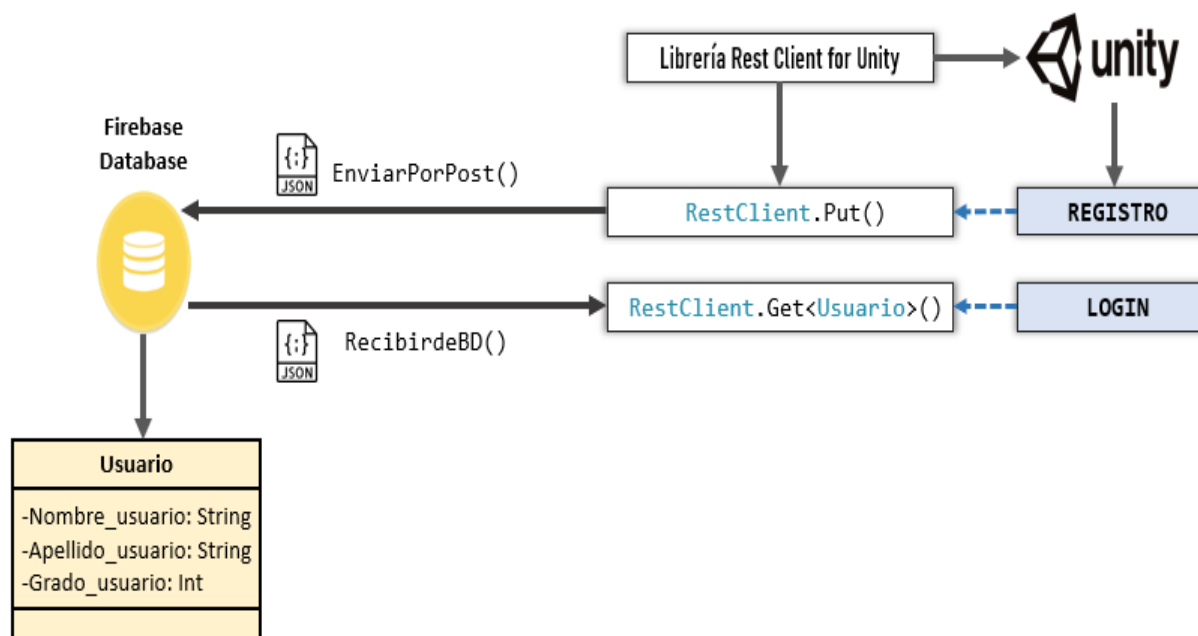 Librería Rest Client for Unity
unity
Firebase
Database
{;}
JSON
EnviarPorPost()
RestClient.Put()
REGISTRO
RestClient.Get<Usuario>()
LOGIN
{;}
JSON
RecibirdeBD()
Usuario
-Nombre_usuario: String
-Apellido_usuario: String
-Grado_usuario: Int